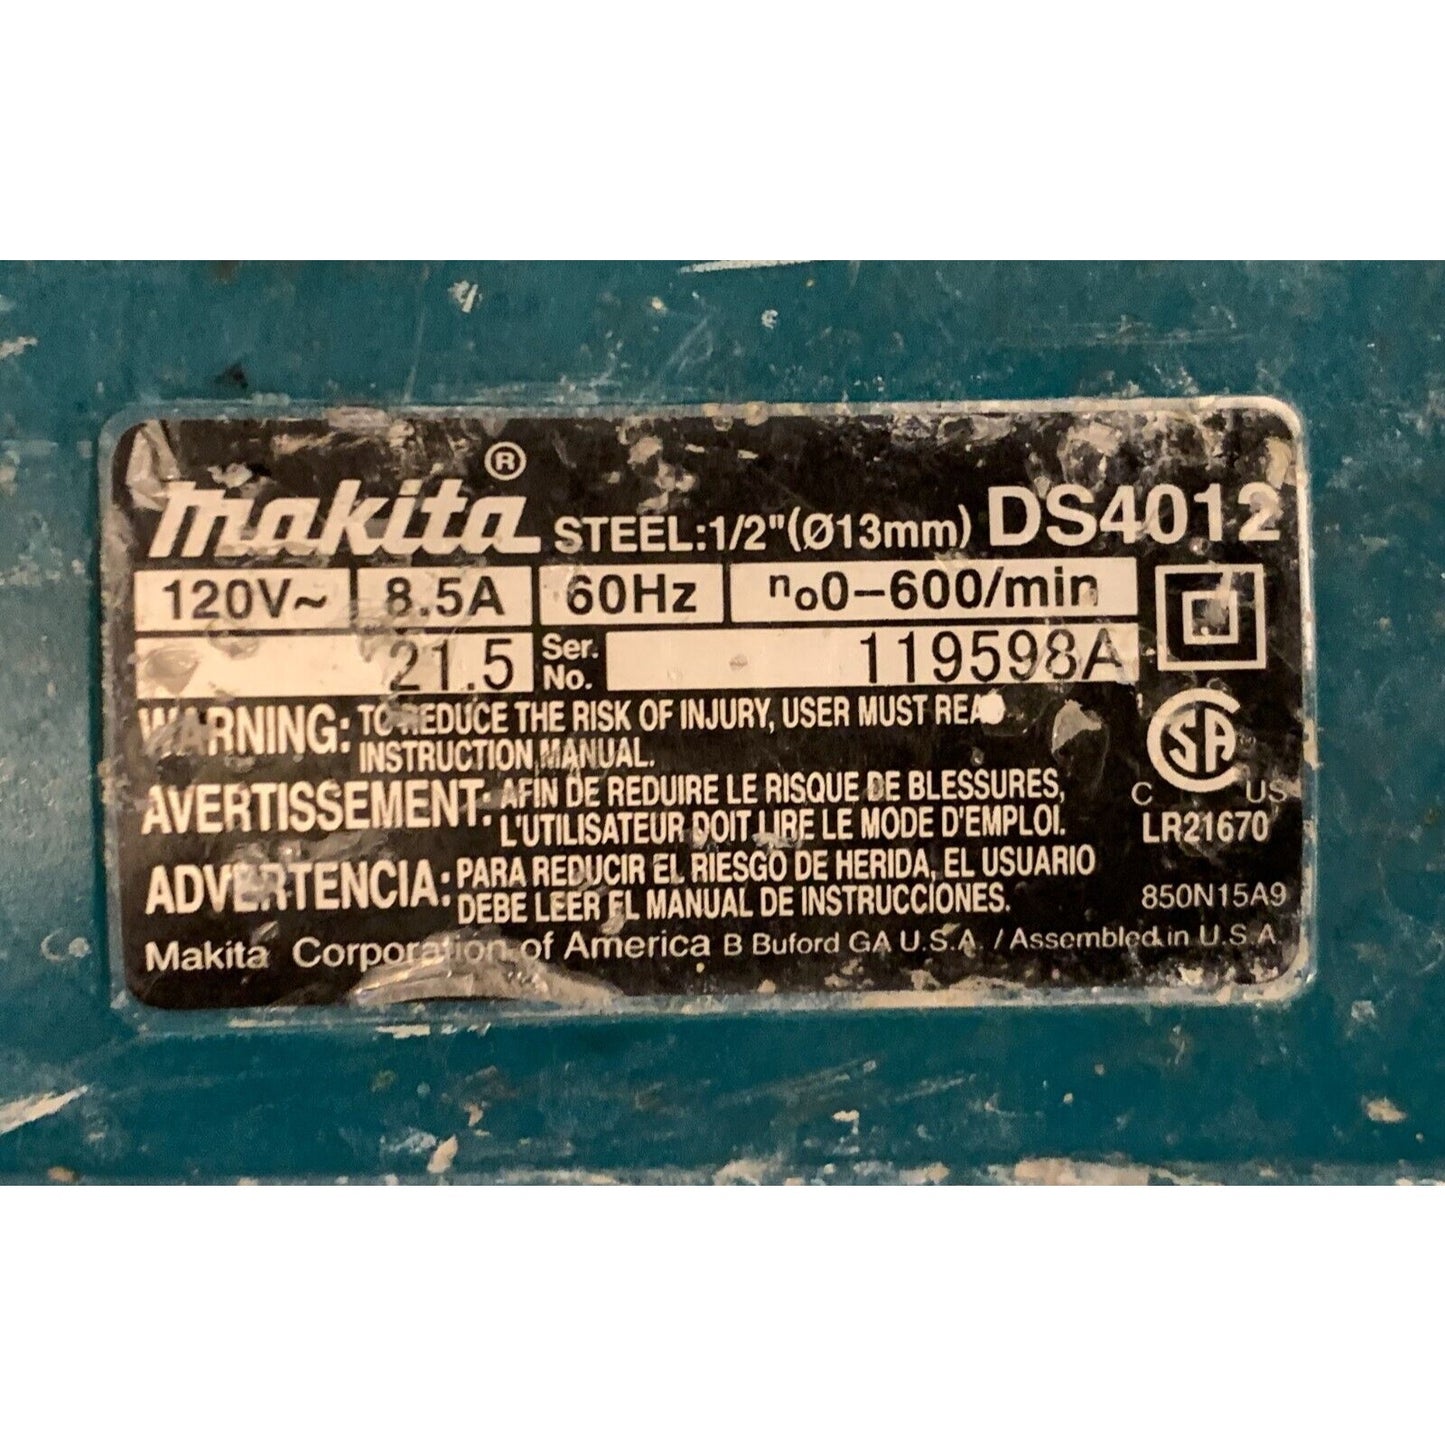 makita® STEEL:1/2"(Ø13mm) DS4012
120V~ 8.5A 60Hz no0-600/min
21.5 Ser. No. 119598A
WARNING: TO REDUCE THE RISK OF INJURY, USER MUST READ
INSTRUCTION MANUAL.
AVERTISSEMENT: AFIN DE REDUIRE LE RISQUE DE BLESSURES,
L'UTILISATEUR DOIT LIRE LE MODE D'EMPLOI.
ADVERTENCIA: PARA REDUCIR EL RIESGO DE HERIDA, EL USUARIO
DEBE LEER EL MANUAL DE INSTRUCCIONES.
SA
C US
LR21670
850N15A9
Makita Corporation of America B Buford GA U.S.A. / Assembled in U.S.A.